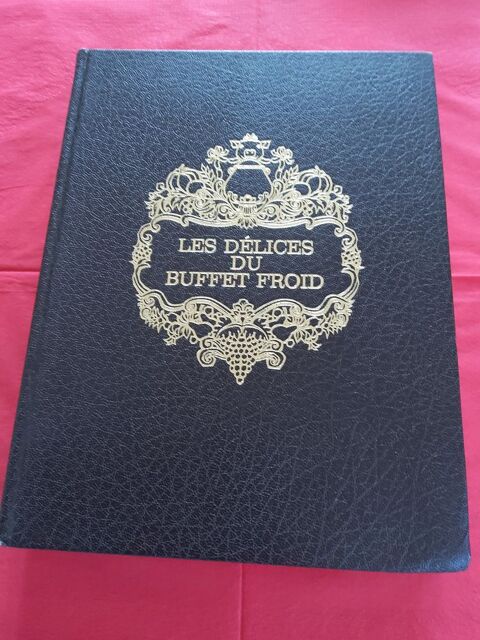 LES DÉLICES
DU
BUFFET FROID